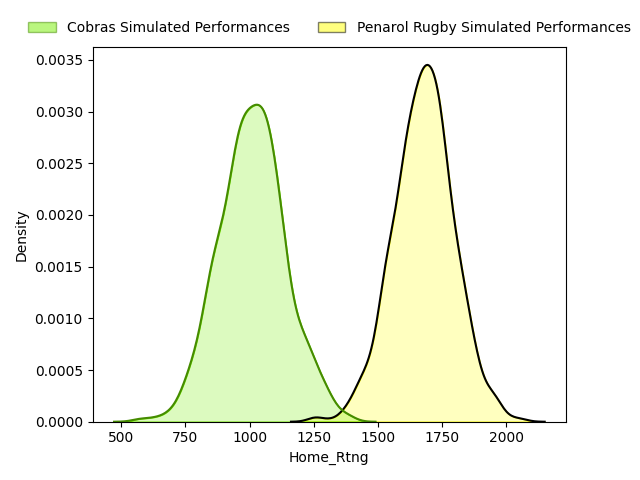 Cobras Simulated Performances Penarol Rugby Simulated Performances
0.0035
0.0030
0.0025
0.0020
0.0015
0.0010
0.0005
0.0000
Density
500 750 1000 1250 1500 1750 2000
Home_Rtng